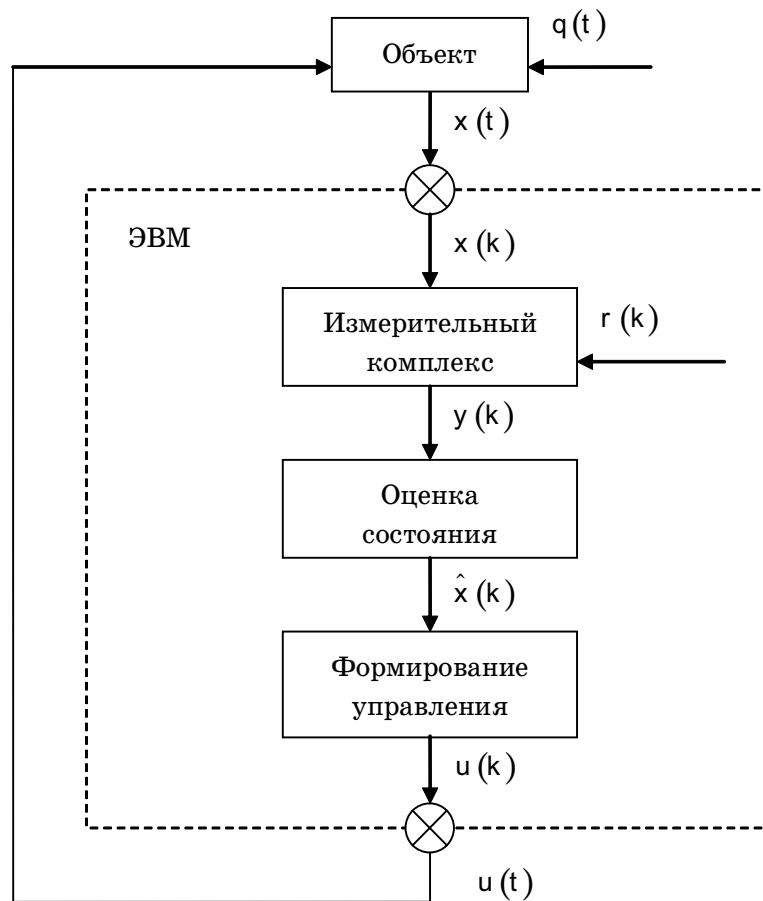 q(t)
Объект
x(t)
ЭВМ
x(k)
Измерительный
комплекс
r(k)
y(k)
Оценка
состояния
x̂(k)
Формирование
управления
u(k)
u(t)